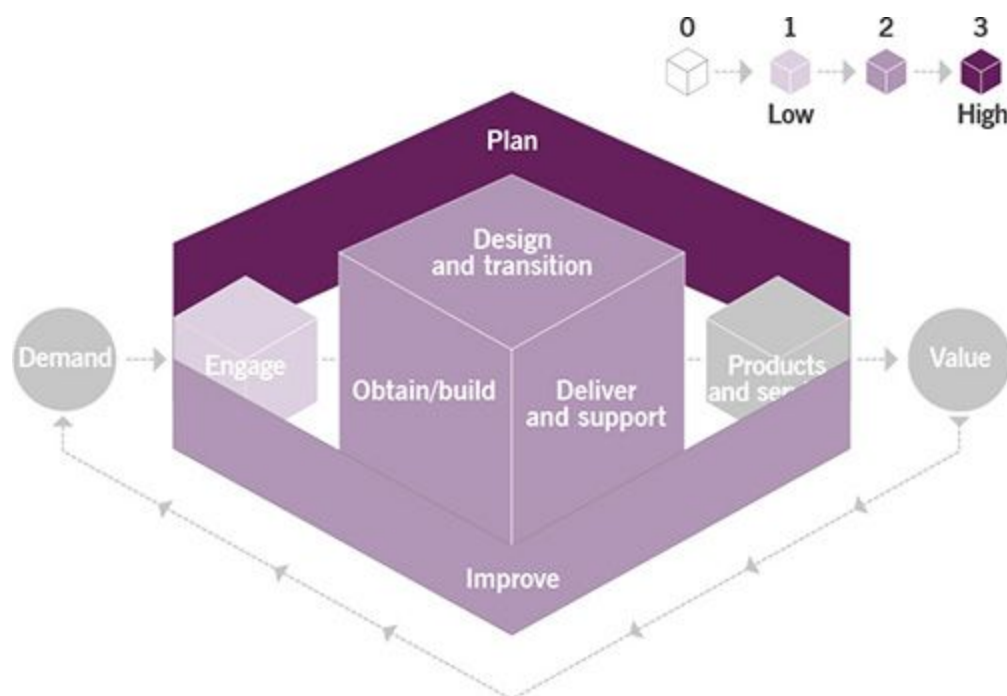 0 1 2 3
Low High
Plan
Design
and transition
Demand
Engage
Obtain/build
Deliver
and support
Products
and
Value
Improve